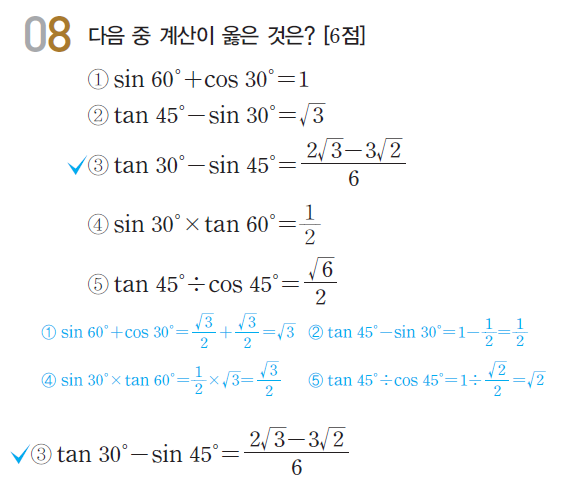 08 다음 중 계산이 옳은 것은? [6점]
① sin 60°+cos 30°=1
② tan 45°-sin 30°=√3
✓③ tan 30°-sin 45°=(2√3-3√2)/6
④ sin 30°×tan 60°=1/2
⑤ tan 45°÷cos 45°=√6/2
① sin 60°+cos 30°=√3/2+√3/2=√3 ② tan 45°-sin 30°=1-1/2=1/2
④ sin 30°×tan 60°=1/2×√3=√3/2 ⑤ tan 45°÷cos 45°=1÷√2/2=√2
✓③ tan 30°-sin 45°=(2√3-3√2)/6